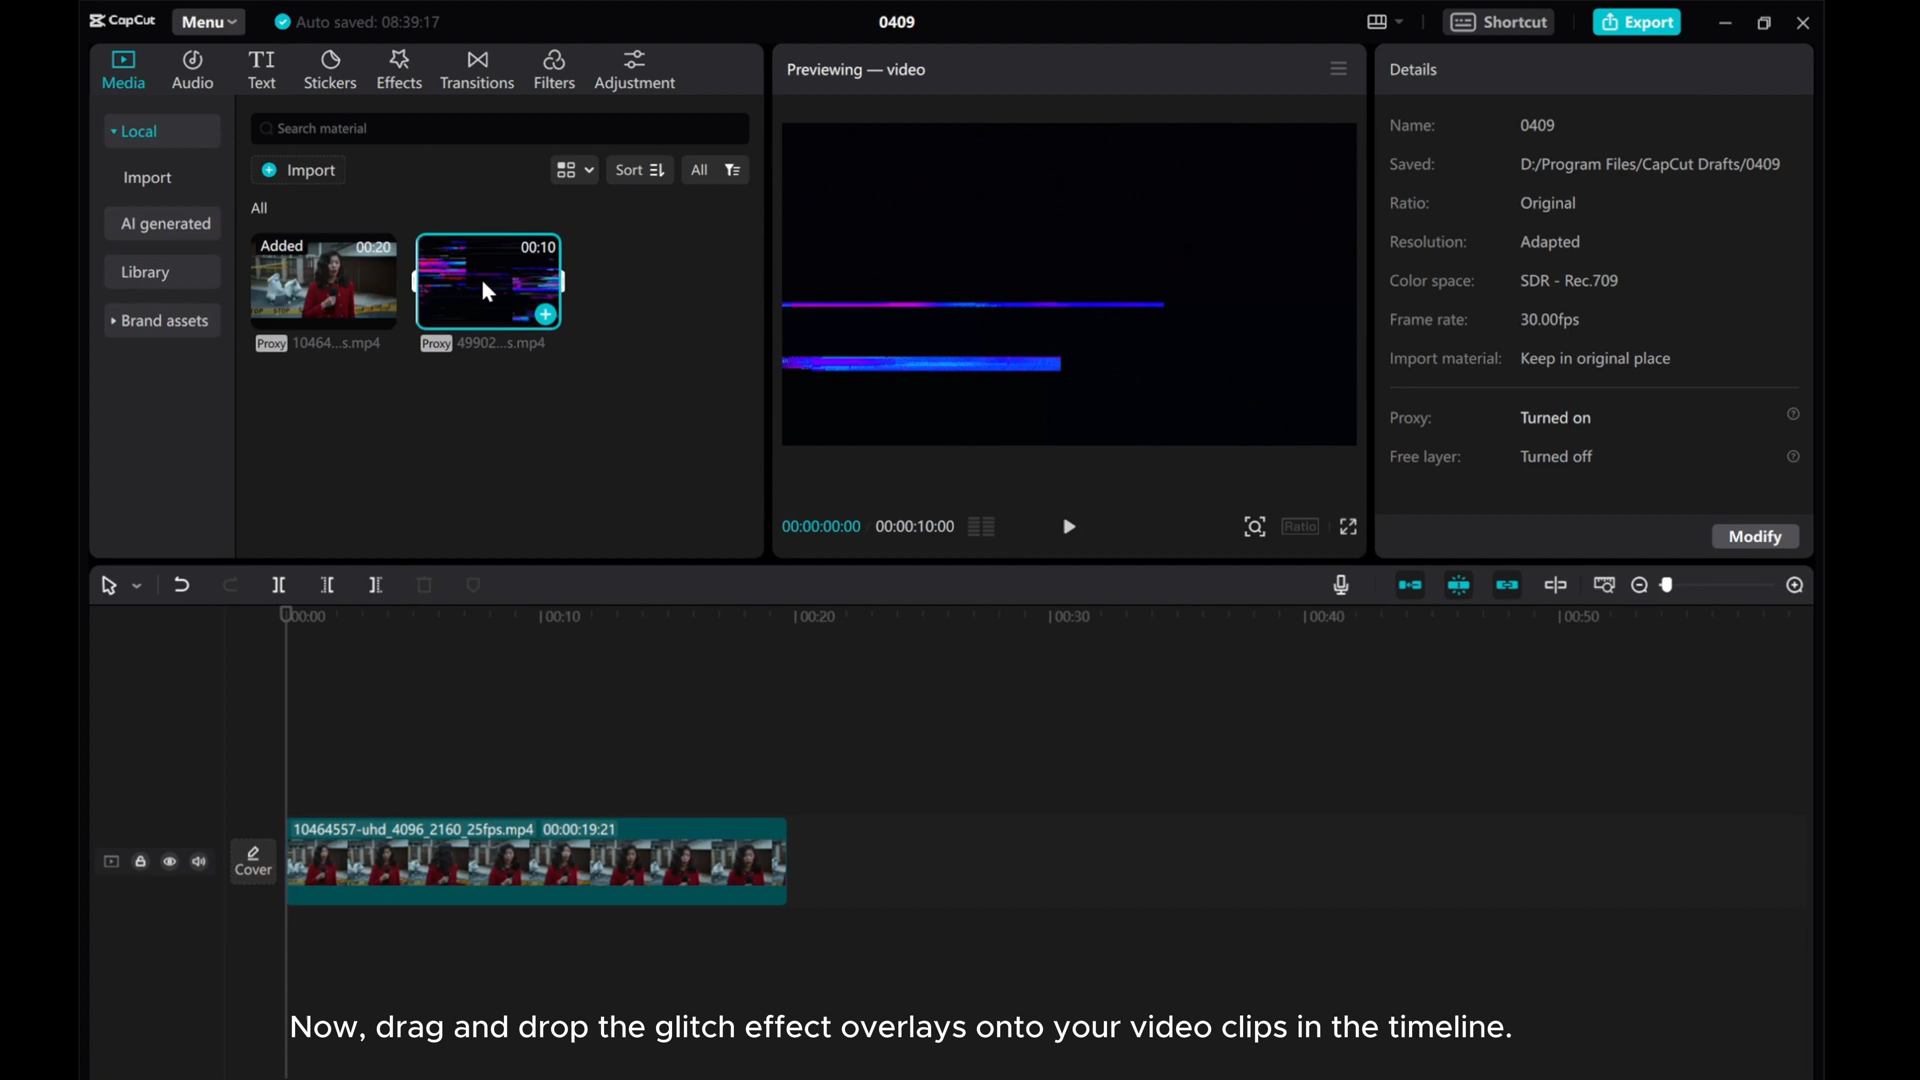 CapCut Menu Auto saved: 08:39:17 0409 Shortcut Export
Media Audio Text Stickers Effects Transitions Filters Adjustment
TI
Local
Import
AI generated
Library
Brand assets
Search material
Import Sort All
All
Added 00:20
00:10
Proxy 10464...s.mp4
Proxy 49902...s.mp4
Previewing — video
00:00:00:00 00:00:10:00 Ratio
Details
Name: 0409
Saved: D:/Program Files/CapCut Drafts/0409
Ratio: Original
Resolution: Adapted
Color space: SDR - Rec.709
Frame rate: 30.00fps
Import material: Keep in original place
Proxy: Turned on
Free layer: Turned off
Modify
00:00 00:10 00:20 00:30 00:40 00:50
10464557-uhd_4096_2160_25fps.mp4 00:00:19:21
Cover
Now, drag and drop the glitch effect overlays onto your video clips in the timeline.